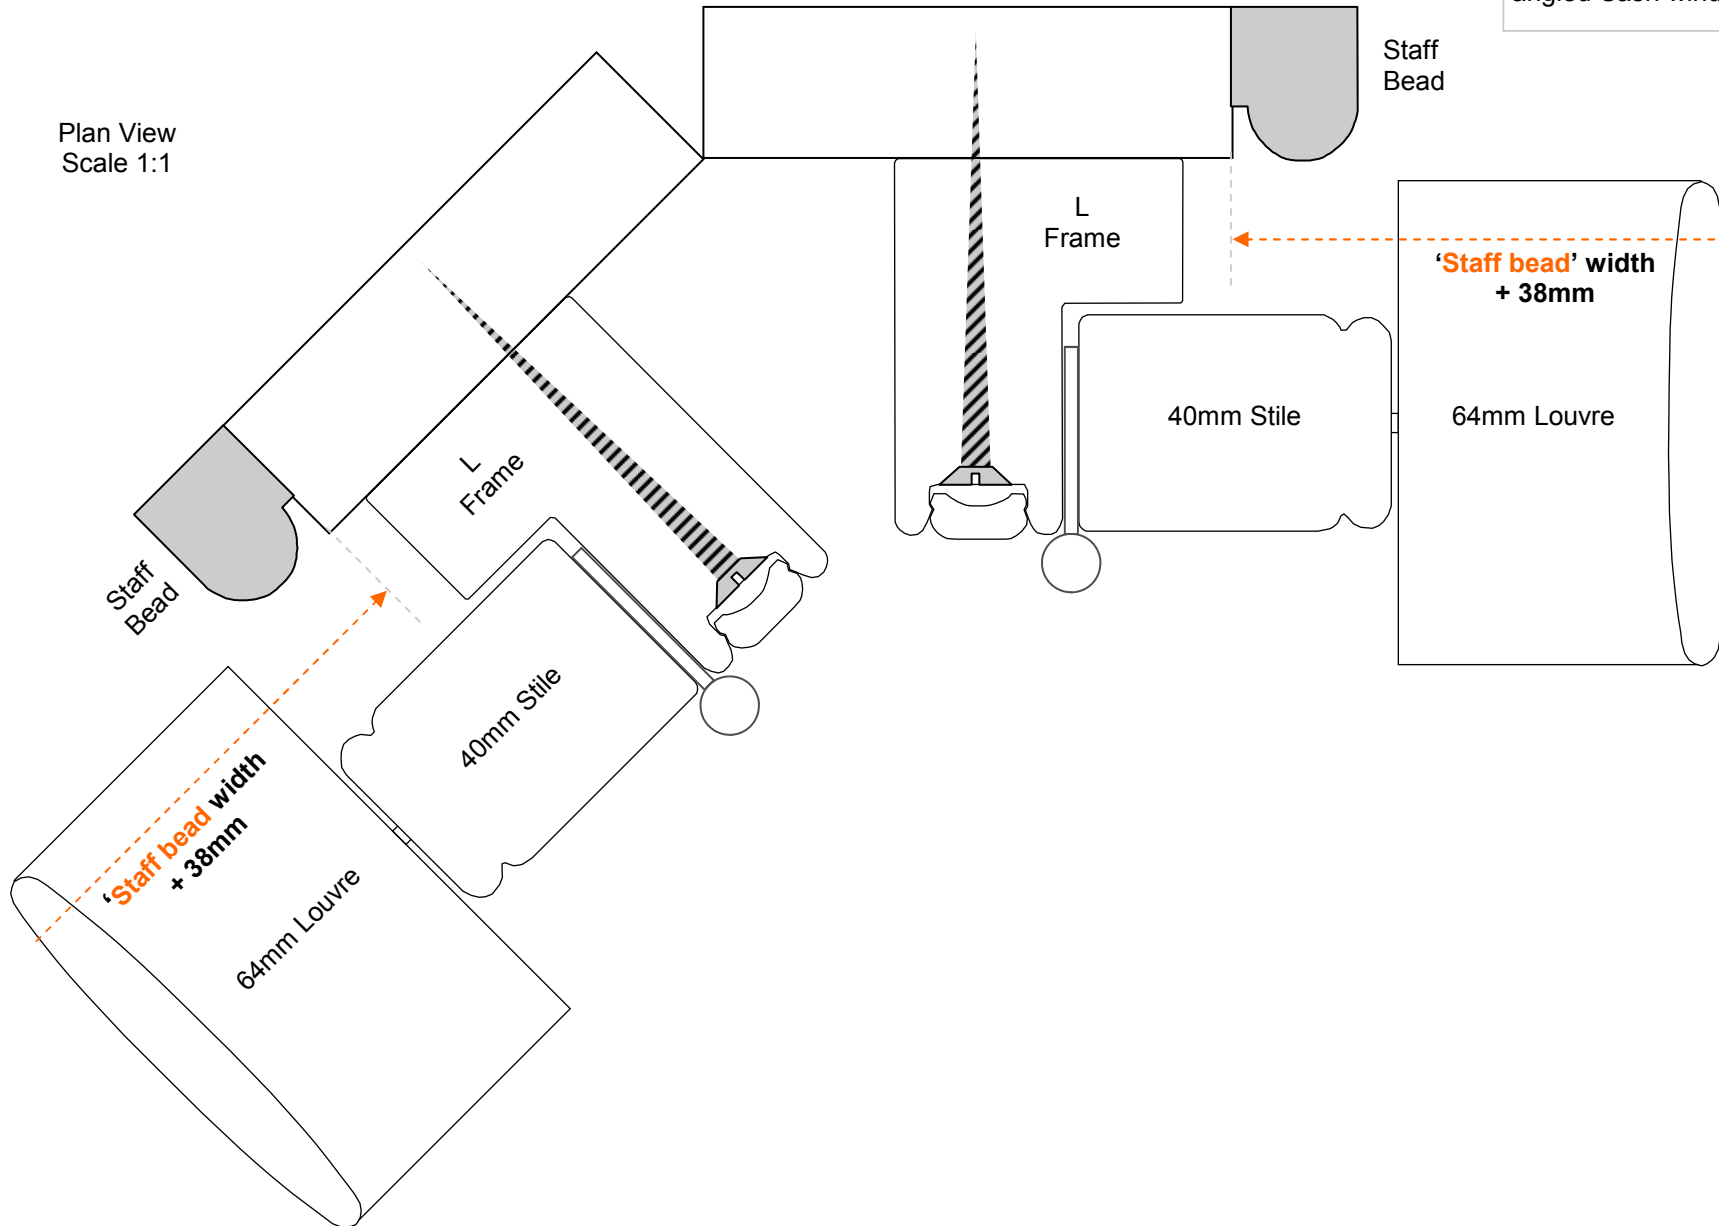 Plan View
Scale 1:1
Staff
Bead
L
Frame
‘Staff bead’ width
+ 38mm
40mm Stile
64mm Louvre
L
Frame
Staff
Bead
40mm Stile
‘Staff bead width
+ 38mm
64mm Louvre